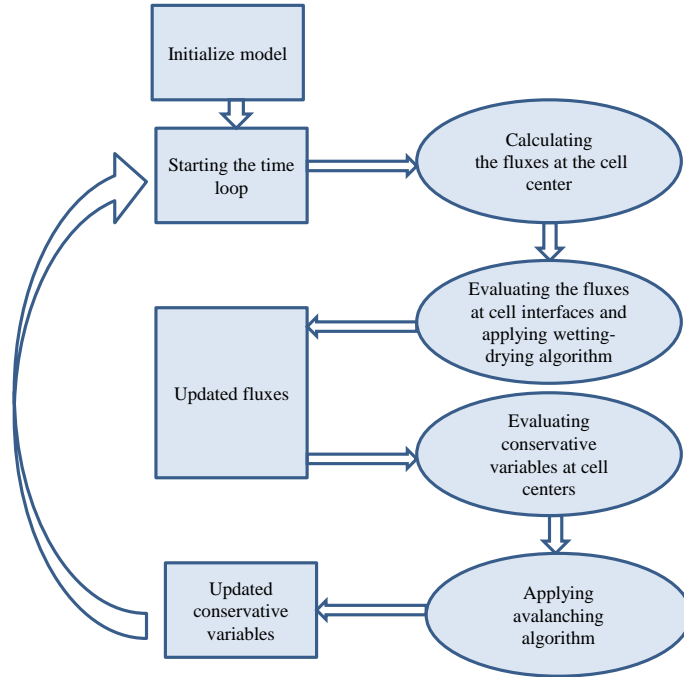 Initialize model
Starting the time
loop
Calculating
the fluxes at the cell
center
Evaluating the fluxes
at cell interfaces and
applying wetting-
drying algorithm
Updated fluxes
Evaluating
conservative
variables at cell
centers
Applying
avalanching
algorithm
Updated
conservative
variables